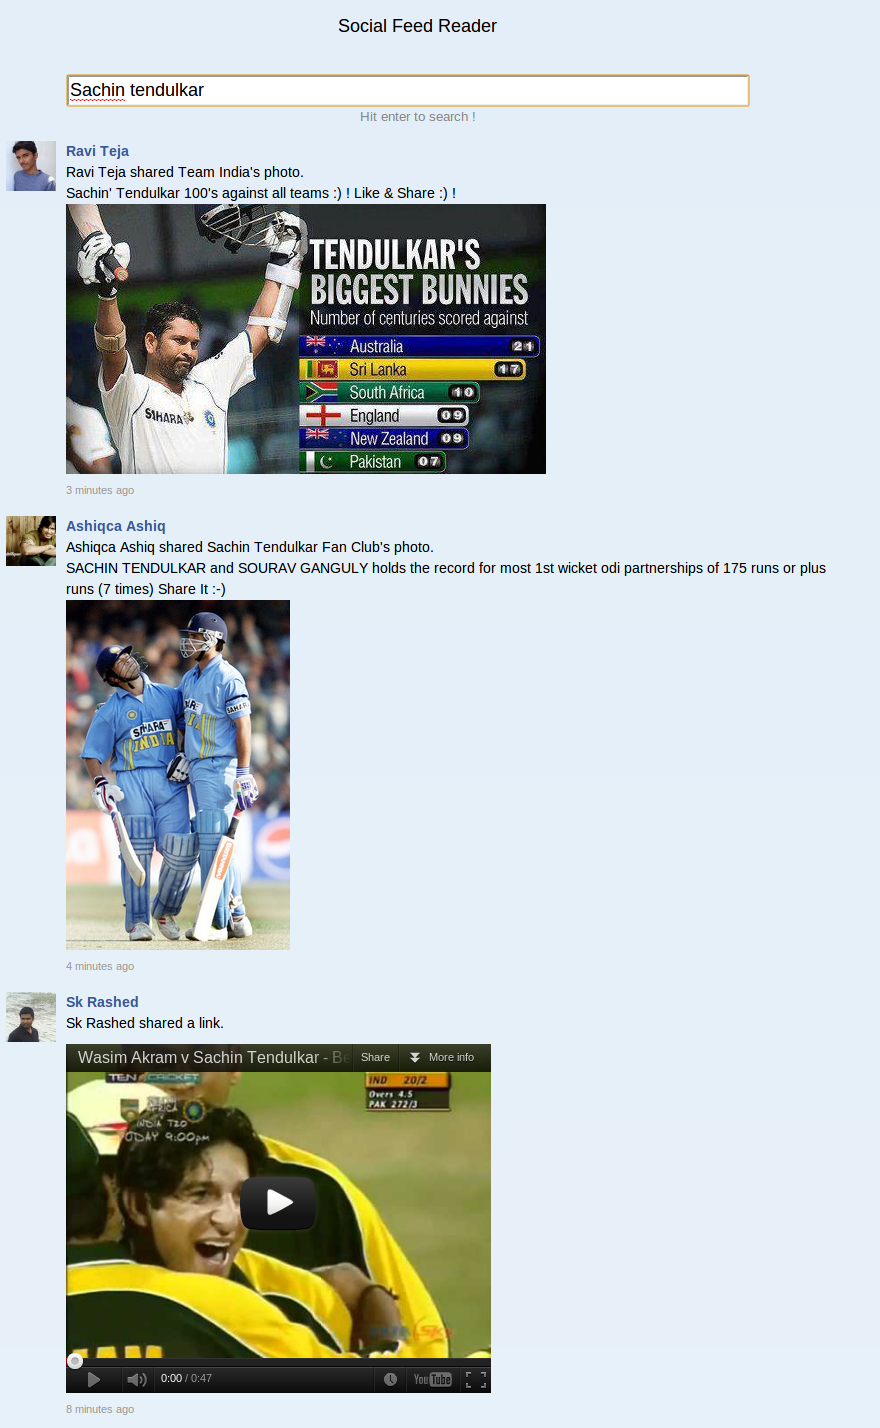 Social Feed Reader
Sachin tendulkar
Hit enter to search !
Ravi Teja
Ravi Teja shared Team India's photo.
Sachin' Tendulkar 100's against all teams :) ! Like & Share :) !
TENDULKAR'S
BIGGEST BUNNIES
Number of centuries scored against
Australia 21
Sri Lanka 17
South Africa 10
England 09
New Zealand 09
Pakistan 07
SAHARA
3 minutes ago
Ashiqca Ashiq
Ashiqca Ashiq shared Sachin Tendulkar Fan Club's photo.
SACHIN TENDULKAR and SOURAV GANGULY holds the record for most 1st wicket odi partnerships of 175 runs or plus
runs (7 times) Share It :-)
SAHARA
INDIA
4 minutes ago
Sk Rashed
Sk Rashed shared a link.
Wasim Akram v Sachin Tendulkar - Be
Share
More info
TEN CRICKET
IND 20/2
Overs 4.5
PAK 272/3
AFRICA
INDIA T20
ODAY 9:00pm
0:00 / 0:47
YouTube
8 minutes ago